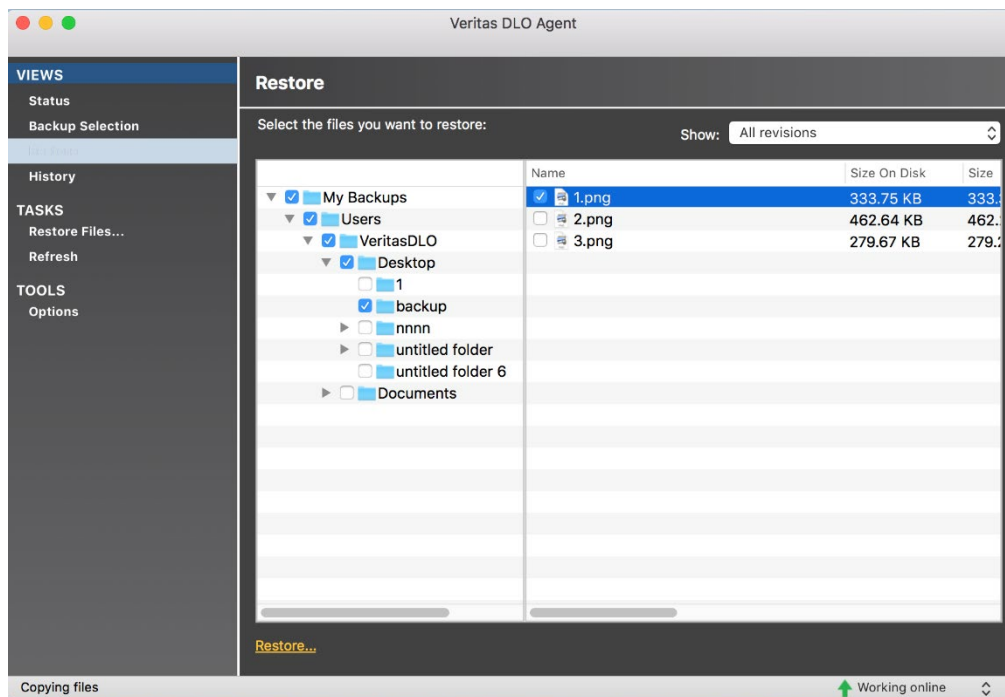 Veritas DLO Agent
VIEWS
Status
Backup Selection
History
TASKS
Restore Files...
Refresh
TOOLS
Options
Restore
Select the files you want to restore:
Show: All revisions
My Backups
Users
VeritasDLO
Desktop
1
backup
nnnn
untitled folder
untitled folder 6
Documents
Name Size On Disk Size
1.png 333.75 KB 333.
2.png 462.64 KB 462.
3.png 279.67 KB 279.
Restore...
Copying files
Working online